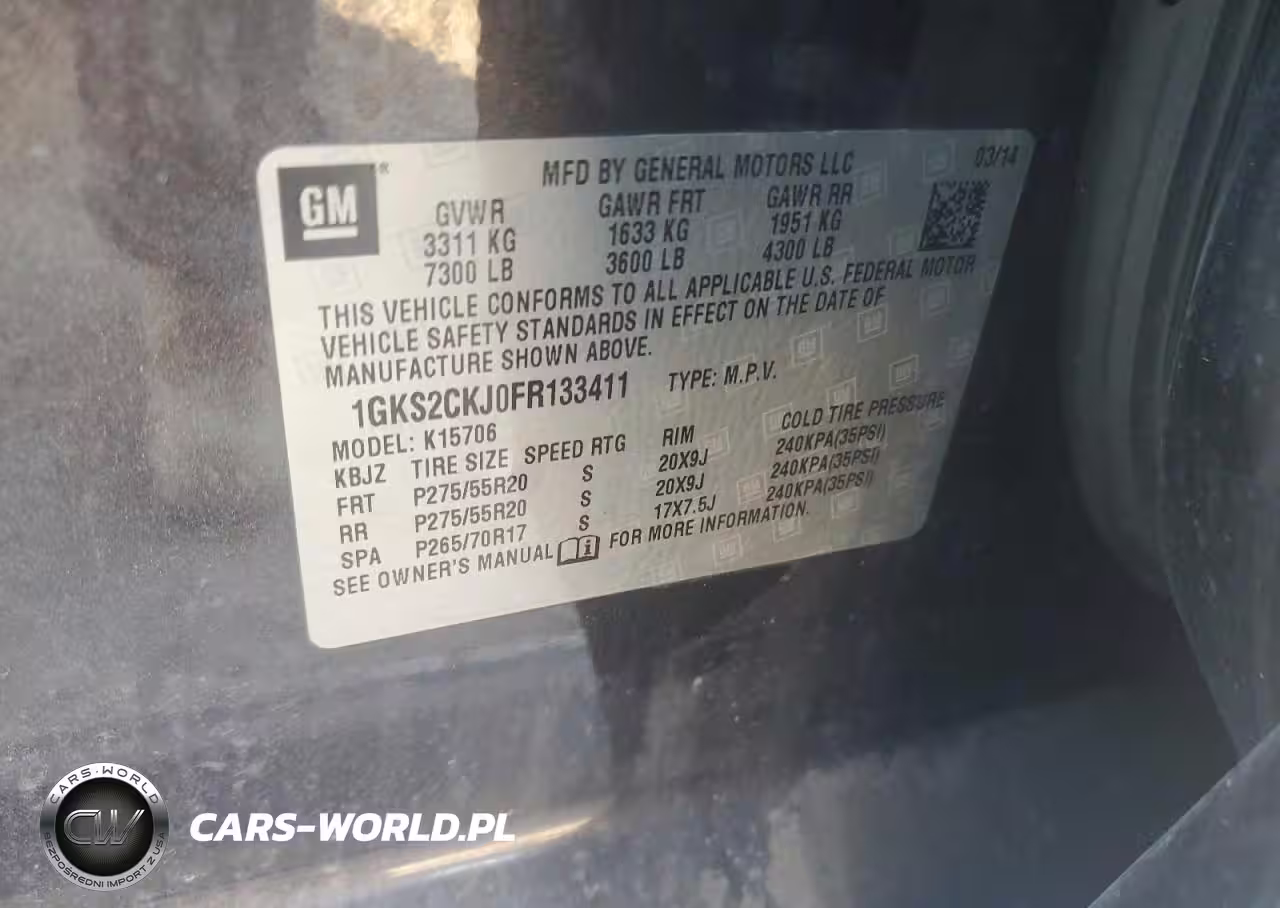 GM®
MFD BY GENERAL MOTORS LLC
03/14
GVWR GAWR FRT GAWR RR
3311 KG 1633 KG 1951 KG
7300 LB 3600 LB 4300 LB
THIS VEHICLE CONFORMS TO ALL APPLICABLE U.S. FEDERAL MOTOR
VEHICLE SAFETY STANDARDS IN EFFECT ON THE DATE OF
MANUFACTURE SHOWN ABOVE.
1GKS2CKJ0FR133411 TYPE: M.P.V.
MODEL: K15706
KBJZ TIRE SIZE SPEED RTG RIM COLD TIRE PRESSURE
FRT P275/55R20 S 20X9J 240KPA(35PSI)
RR P275/55R20 S 20X9J 240KPA(35PSI)
SPA P265/70R17 S 17X7.5J 240KPA(35PSI)
SEE OWNER'S MANUAL FOR MORE INFORMATION.
CARS-WORLD
CW
BEZPOŚREDNI IMPORT Z USA
CARS-WORLD.PL